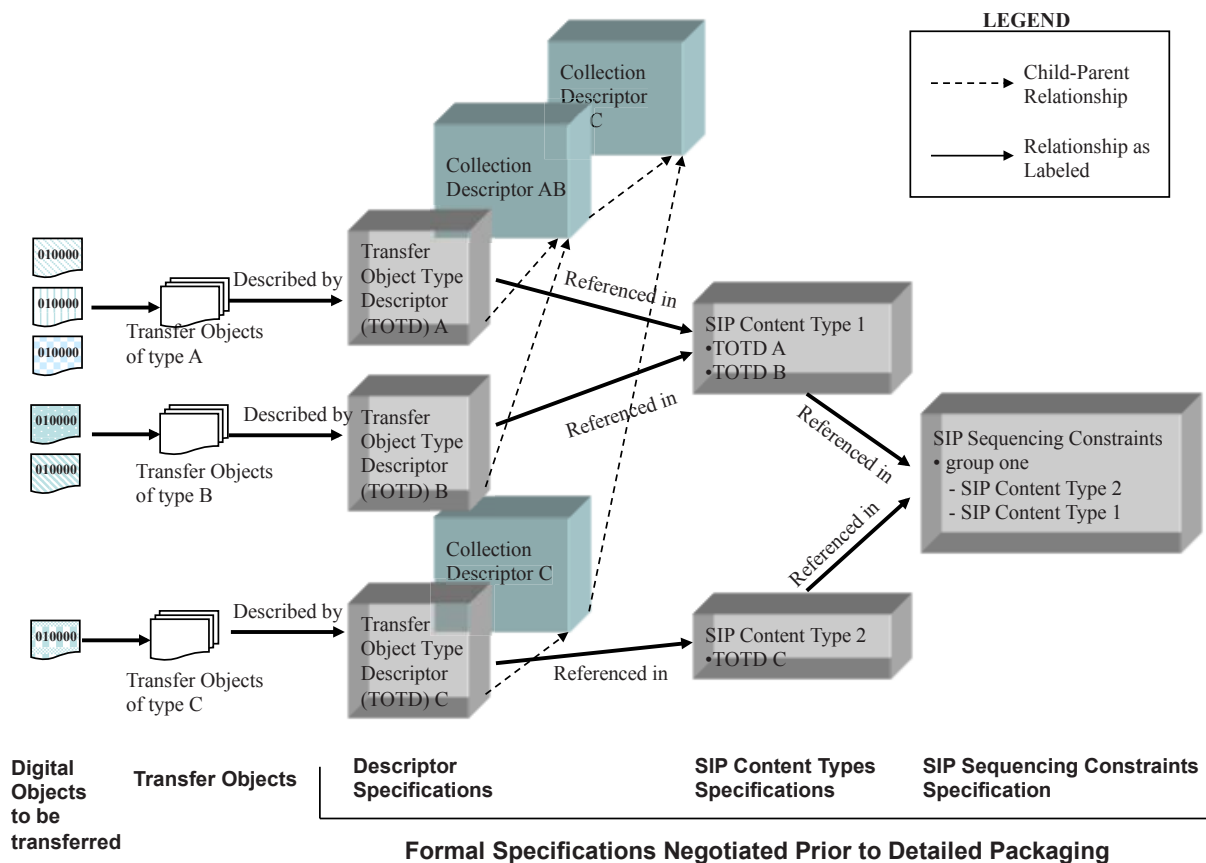 LEGEND
Child-Parent
Relationship
Relationship as
Labeled
Collection
Descriptor
C
Collection
Descriptor AB
010000
010000
010000
Transfer Objects
of type A
Described by
Transfer
Object Type
Descriptor
(TOTD) A
Referenced in
SIP Content Type 1
•TOTD A
•TOTD B
010000
010000
Transfer Objects
of type B
Described by
Transfer
Object Type
Descriptor
(TOTD) B
Referenced in
Referenced in
SIP Sequencing Constraints
• group one
- SIP Content Type 2
- SIP Content Type 1
Collection
Descriptor C
010000
Transfer Objects
of type C
Described by
Transfer
Object Type
Descriptor
(TOTD) C
Referenced in
SIP Content Type 2
•TOTD C
Referenced in
Digital
Objects
to be
transferred
Transfer Objects
Descriptor
Specifications
SIP Content Types
Specifications
SIP Sequencing Constraints
Specification
Formal Specifications Negotiated Prior to Detailed Packaging